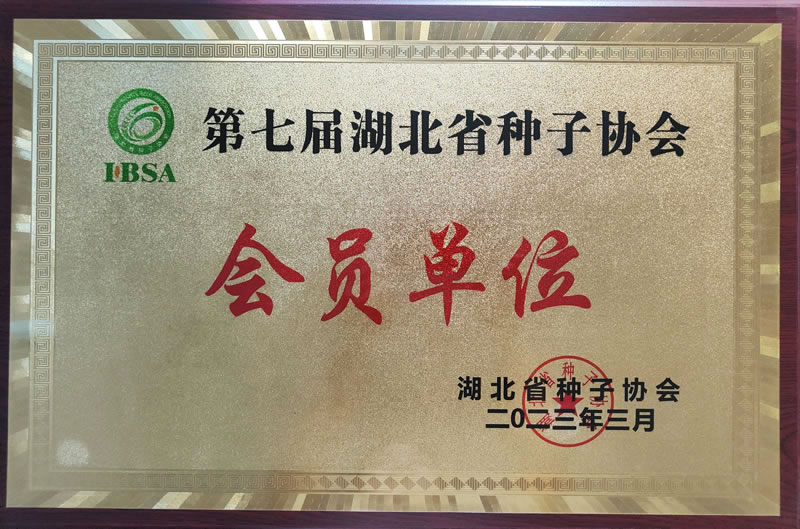 第七届湖北省种子协会
HBSA
会员单位
湖北省种子协会
二〇二三年三月